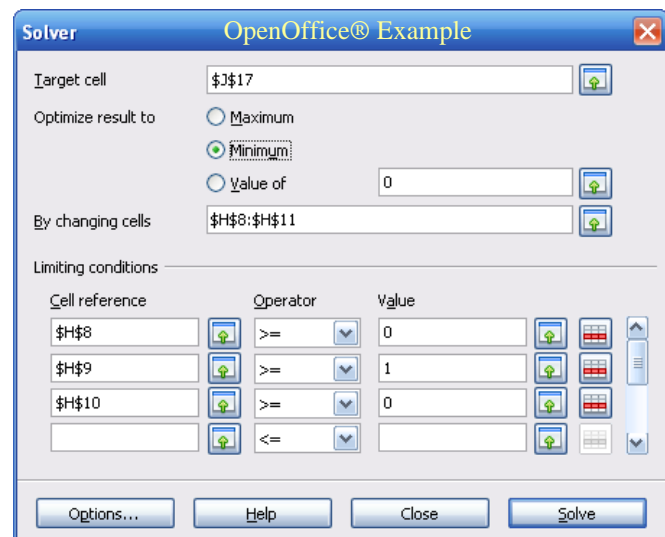 Solver OpenOffice® Example
Target cell $J$17
Optimize result to Maximum
Minimum
Value of 0
By changing cells $H$8:$H$11
Limiting conditions
Cell reference Operator Value
$H$8 >= 0
$H$9 >= 1
$H$10 >= 0
<=
Options... Help Close Solve